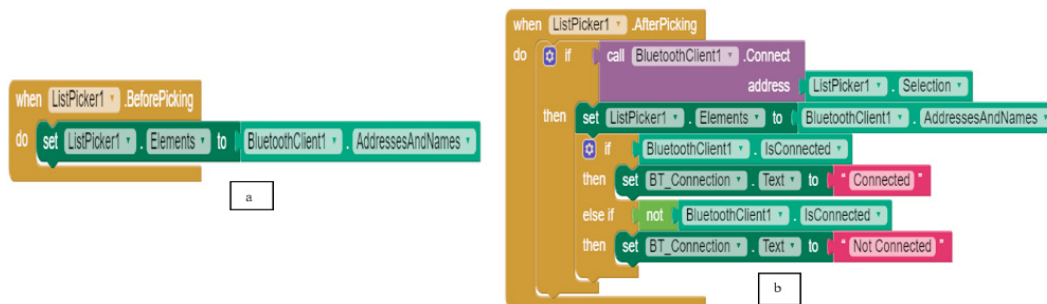 when ListPicker1 .BeforePicking
do set ListPicker1 . Elements to BluetoothClient1 . AddressesAndNames
a
when ListPicker1 .AfterPicking
do if call BluetoothClient1 .Connect
address ListPicker1 . Selection
then set ListPicker1 . Elements to BluetoothClient1 . AddressesAndNames
if BluetoothClient1 . IsConnected
then set BT_Connection . Text to " Connected "
else if not BluetoothClient1 . IsConnected
then set BT_Connection . Text to " Not Connected "
b